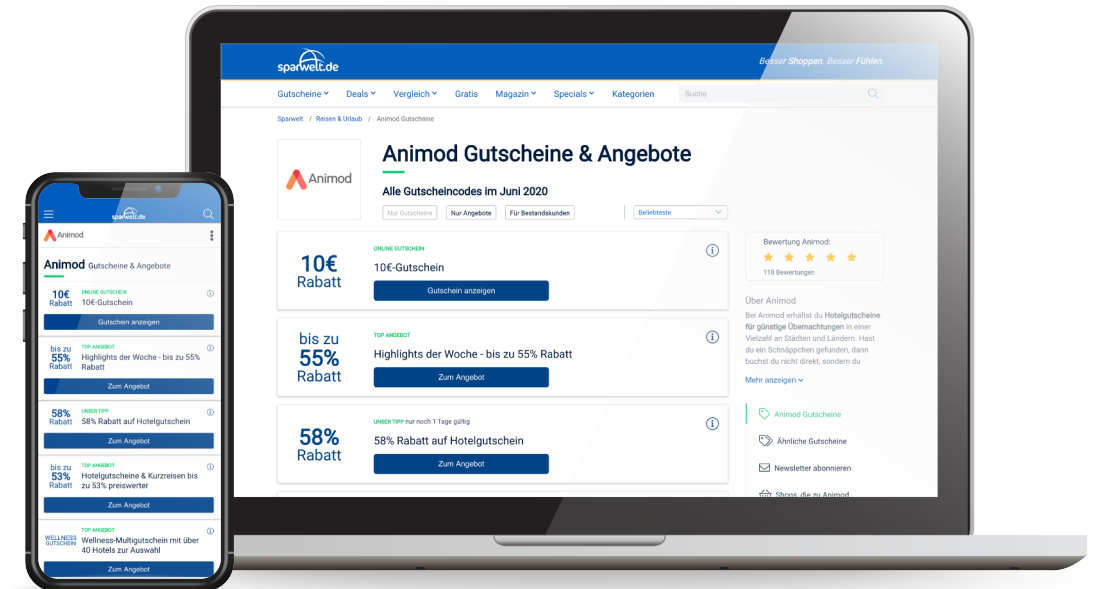 sparwelt.de
Besser Shoppen. Besser Fühlen.
Gutscheine Deals Vergleich Gratis Magazin Specials Kategorien Suche
Sparwelt / Reisen & Urlaub / Animod Gutscheine
Animod
Animod Gutscheine & Angebote
Alle Gutscheincodes im Juni 2020
Nur Gutscheine Nur Angebote Für Bestandskunden Beliebteste
10€
Rabatt
ONLINE GUTSCHEIN
10€-Gutschein
Gutschein anzeigen
bis zu
55%
Rabatt
TOP ANGEBOT
Highlights der Woche - bis zu 55% Rabatt
Zum Angebot
58%
Rabatt
UNSER TIPP nur noch 1 Tage gültig
58% Rabatt auf Hotelgutschein
Zum Angebot
Bewertung Animod:
118 Bewertungen
Über Animod
Bei Animod erhältst du Hotelgutscheine
für günstige Übernachtungen in einer
Vielzahl an Städten und Ländern. Hast
du ein Schnäppchen gefunden, dann
buchst du nicht direkt, sondern du
Mehr anzeigen
Animod Gutscheine
Ähnliche Gutscheine
Newsletter abonnieren
Shops, die zu Animod
sparwelt.de
Animod
Animod Gutscheine & Angebote
10€
Rabatt
ONLINE GUTSCHEIN
10€-Gutschein
Gutschein anzeigen
bis zu
55%
Rabatt
TOP ANGEBOT
Highlights der Woche - bis zu 55%
Rabatt
Zum Angebot
58%
Rabatt
UNSER TIPP
58% Rabatt auf Hotelgutschein
Zum Angebot
bis zu
53%
Rabatt
TOP ANGEBOT
Hotelgutscheine & Kurzreisen bis
zu 53% preiswerter
Zum Angebot
WELLNESS
GUTSCHEIN
TOP ANGEBOT
Wellness-Multigutschein mit über
40 Hotels zur Auswahl
Zum Angebot